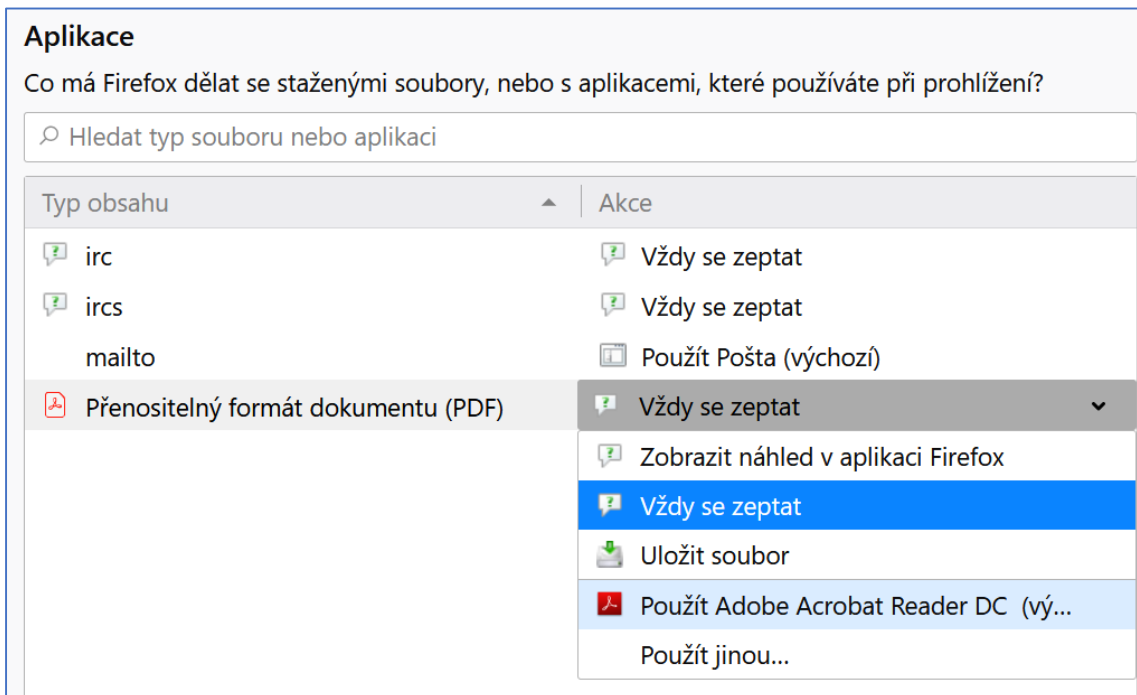 Aplikace
Co má Firefox dělat se staženými soubory, nebo s aplikacemi, které používáte při prohlížení?
Hledat typ souboru nebo aplikaci
Typ obsahu Akce
irc Vždy se zeptat
ircs Vždy se zeptat
mailto Použít Pošta (výchozí)
Přenositelný formát dokumentu (PDF) Vždy se zeptat
Zobrazit náhled v aplikaci Firefox
Vždy se zeptat
Uložit soubor
Použít Adobe Acrobat Reader DC (vý...
Použít jinou...